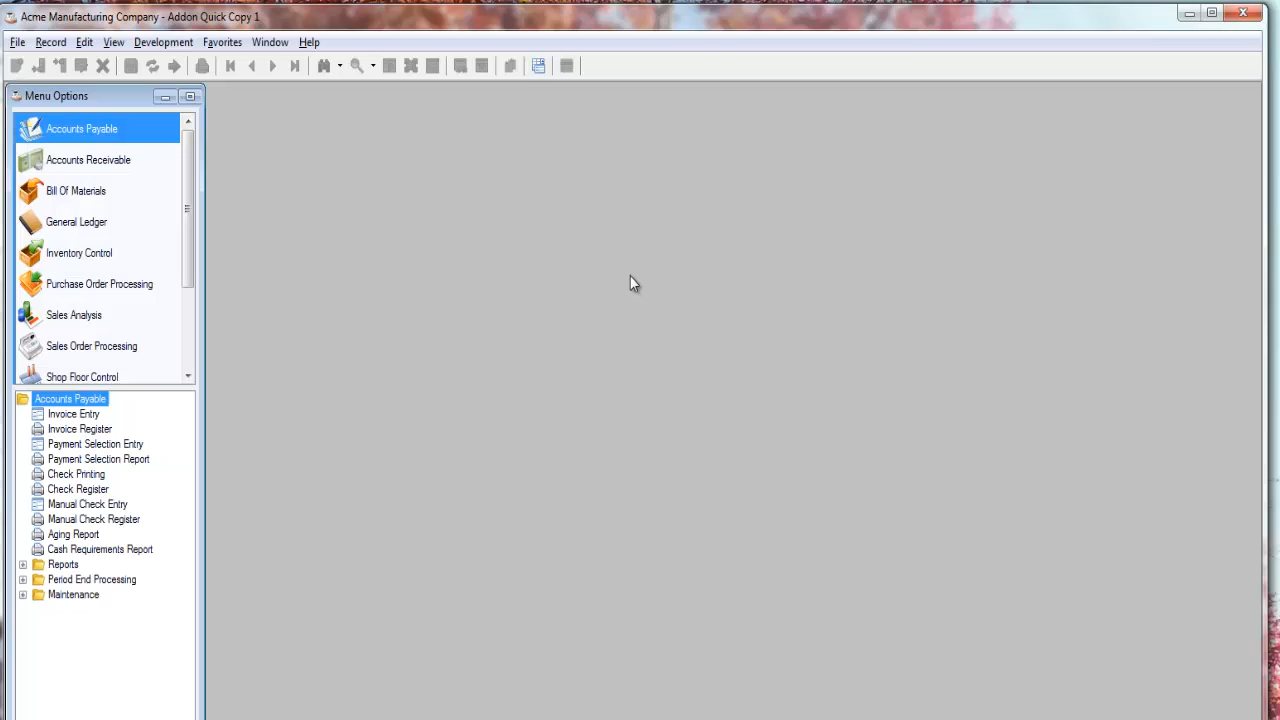 Acme Manufacturing Company - Addon Quick Copy 1
File Record Edit View Development Favorites Window Help
Menu Options
Accounts Payable
Accounts Receivable
Bill Of Materials
General Ledger
Inventory Control
Purchase Order Processing
Sales Analysis
Sales Order Processing
Shop Floor Control
Accounts Payable
Invoice Entry
Invoice Register
Payment Selection Entry
Payment Selection Report
Check Printing
Check Register
Manual Check Entry
Manual Check Register
Aging Report
Cash Requirements Report
Reports
Period End Processing
Maintenance